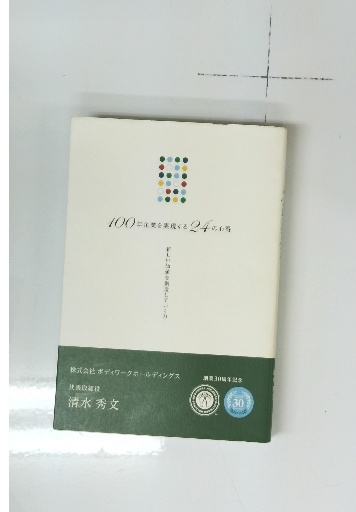 100年企業を実現する24の心得
株式会社 ボディワークホールディングス
代表取締役
清水 秀文
創業30周年記念
30